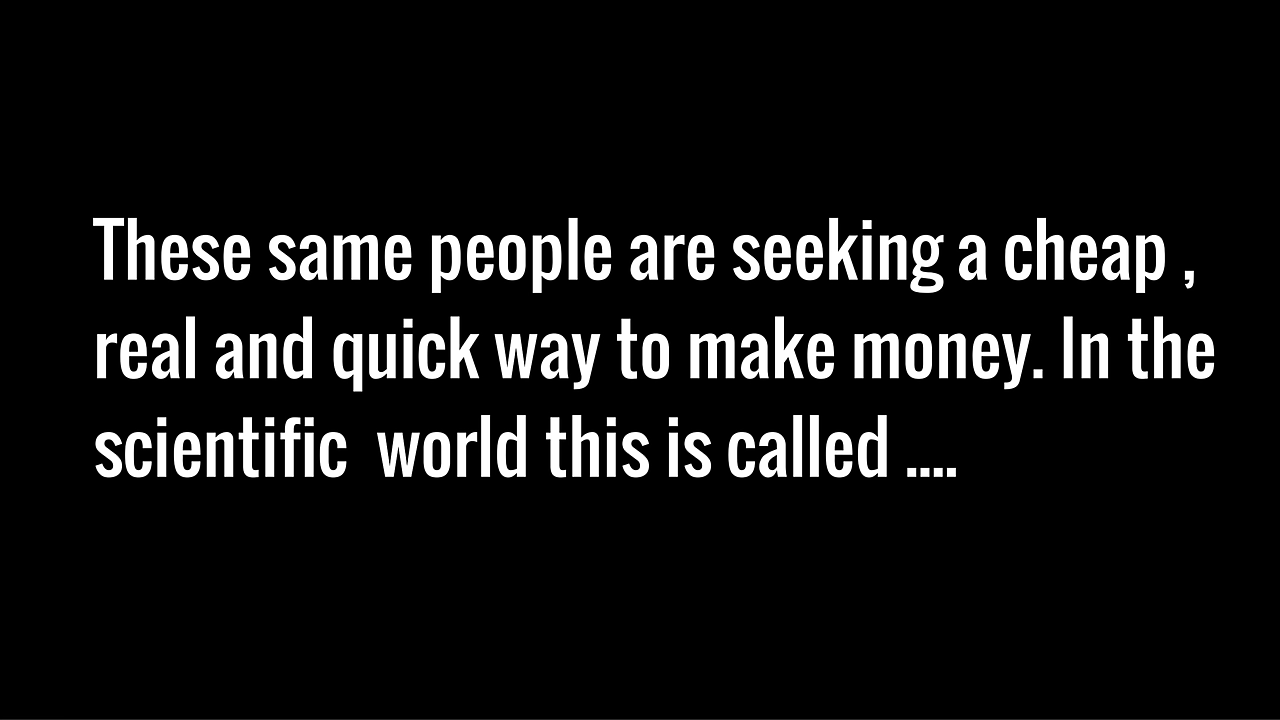 These same people are seeking a cheap ,
real and quick way to make money. In the
scientific  world this is called ....